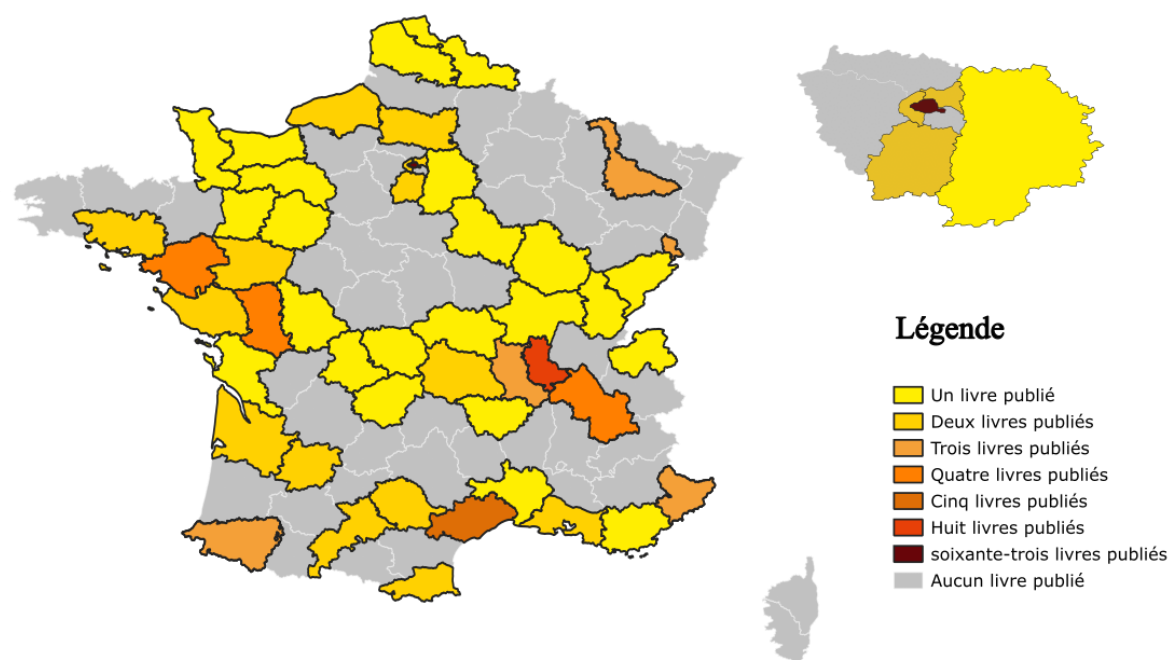 Légende
Un livre publié
Deux livres publiés
Trois livres publiés
Quatre livres publiés
Cinq livres publiés
Huit livres publiés
soixante-trois livres publiés
Aucun livre publié